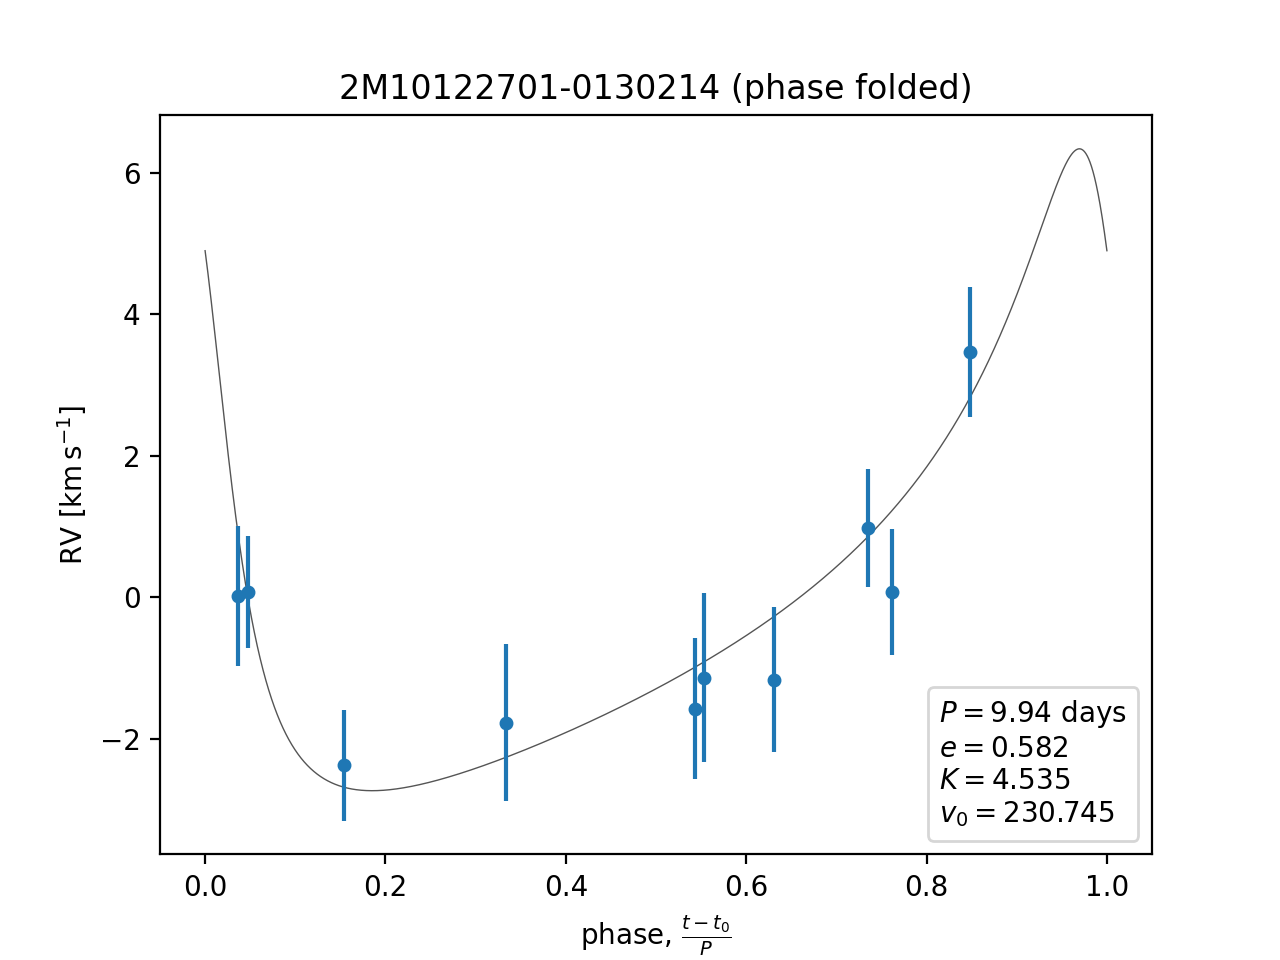 2M10122701-0130214 (phase folded)
RV [km s⁻¹]
6
4
2
0
−2
P = 9.94 days
e = 0.582
K = 4.535
v₀ = 230.745
0.0 0.2 0.4 0.6 0.8 1.0
phase, (t − t₀)/P